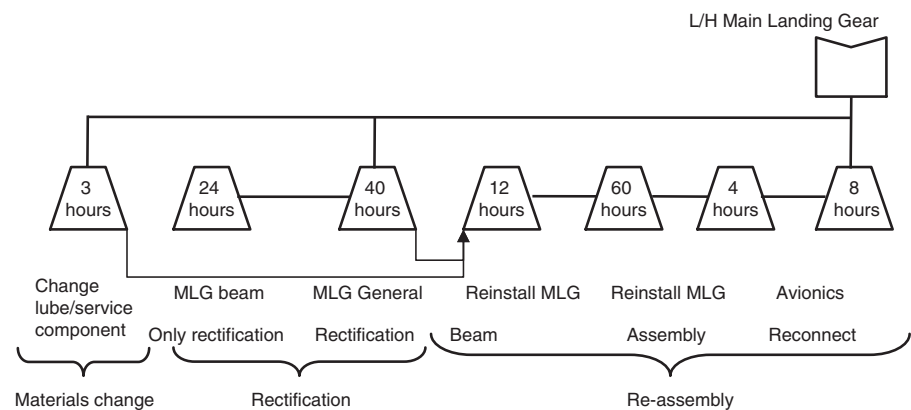 L/H Main Landing Gear
3
hours
24
hours
40
hours
12
hours
60
hours
4
hours
8
hours
Change
lube/service
component
MLG beam
Only rectification
MLG General
Rectification
Reinstall MLG
Beam
Reinstall MLG
Assembly
Avionics
Reconnect
Materials change
Rectification
Re-assembly